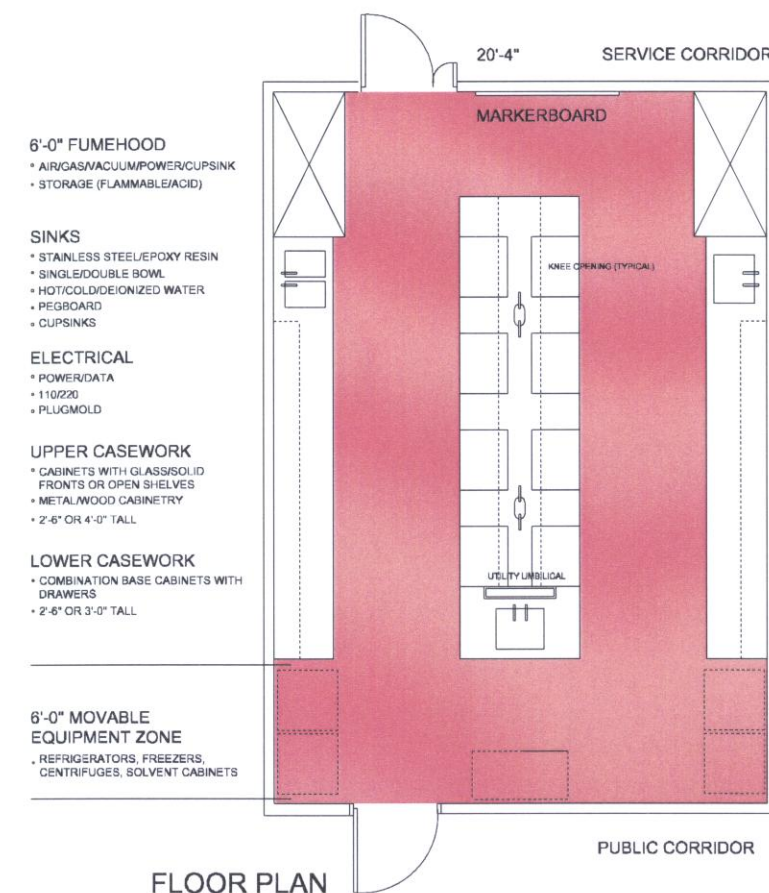 20'-4"
SERVICE CORRIDOR
MARKERBOARD
6'-0" FUMEHOOD
° AIR/GAS/VACUUM/POWER/CUPSINK
• STORAGE (FLAMMABLE/ACID)
SINKS
° STAINLESS STEEL/EPOXY RESIN
° SINGLE/DOUBLE BOWL
° HOT/COLD/DEIONIZED WATER
° PEGBOARD
° CUPSINKS
KNEE OPENING (TYPICAL)
ELECTRICAL
° POWER/DATA
° 110/220
° PLUGMOLD
UPPER CASEWORK
° CABINETS WITH GLASS/SOLID
FRONTS OR OPEN SHELVES
° METAL/WOOD CABINETRY
• 2'-6" OR 4'-0" TALL
LOWER CASEWORK
• COMBINATION BASE CABINETS WITH
DRAWERS
• 2'-6" OR 3'-0" TALL
UTILITY UMBILICAL
6'-0" MOVABLE
EQUIPMENT ZONE
• REFRIGERATORS, FREEZERS,
CENTRIFUGES, SOLVENT CABINETS
PUBLIC CORRIDOR
FLOOR PLAN